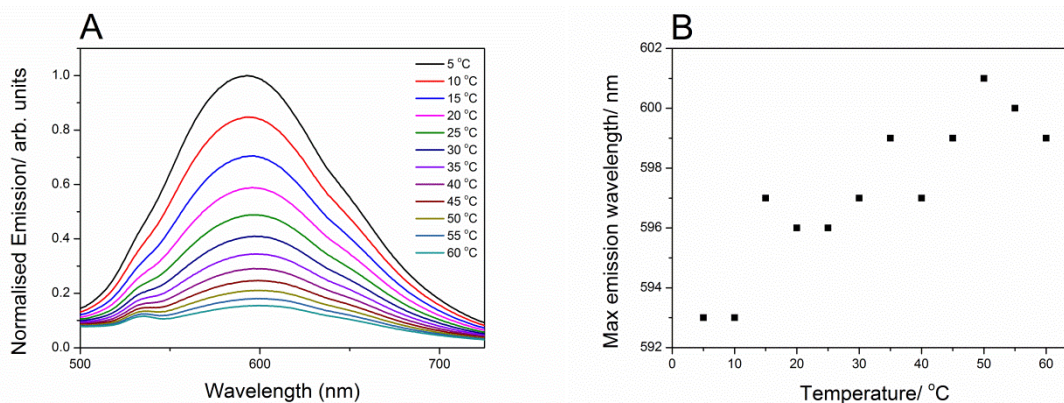 A
Normalised Emission/ arb. units
1.0
0.8
0.6
0.4
0.2
0.0
500
600
700
Wavelength (nm)
5 °C
10 °C
15 °C
20 °C
25 °C
30 °C
35 °C
40 °C
45 °C
50 °C
55 °C
60 °C
B
Max emission wavelength/ nm
602
600
598
596
594
592
0
10
20
30
40
50
60
Temperature/ °C